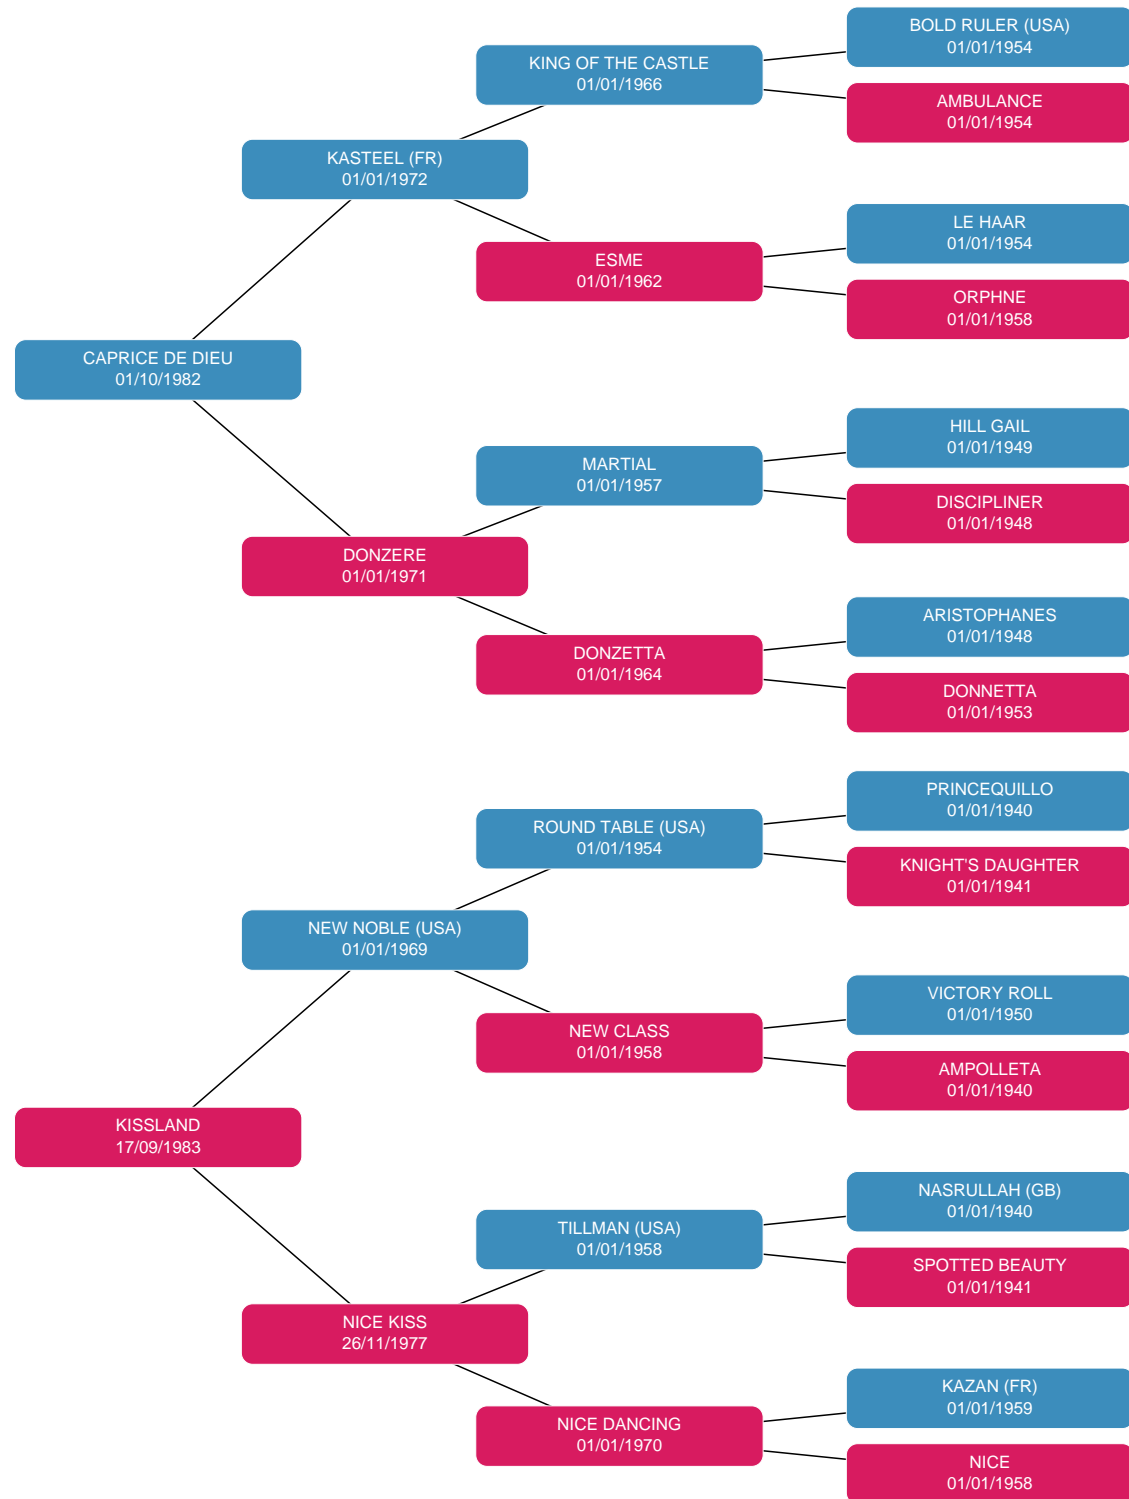 BOLD RULER (USA)
01/01/1954
KING OF THE CASTLE
01/01/1966
AMBULANCE
01/01/1954
KASTEEL (FR)
01/01/1972
LE HAAR
01/01/1954
ESME
01/01/1962
ORPHNE
01/01/1958
CAPRICE DE DIEU
01/10/1982
HILL GAIL
01/01/1949
MARTIAL
01/01/1957
DISCIPLINER
01/01/1948
DONZERE
01/01/1971
ARISTOPHANES
01/01/1948
DONZETTA
01/01/1964
DONNETTA
01/01/1953
PRINCEQUILLO
01/01/1940
ROUND TABLE (USA)
01/01/1954
KNIGHT'S DAUGHTER
01/01/1941
NEW NOBLE (USA)
01/01/1969
VICTORY ROLL
01/01/1950
NEW CLASS
01/01/1958
AMPOLLETA
01/01/1940
KISSLAND
17/09/1983
NASRULLAH (GB)
01/01/1940
TILLMAN (USA)
01/01/1958
SPOTTED BEAUTY
01/01/1941
NICE KISS
26/11/1977
KAZAN (FR)
01/01/1959
NICE DANCING
01/01/1970
NICE
01/01/1958